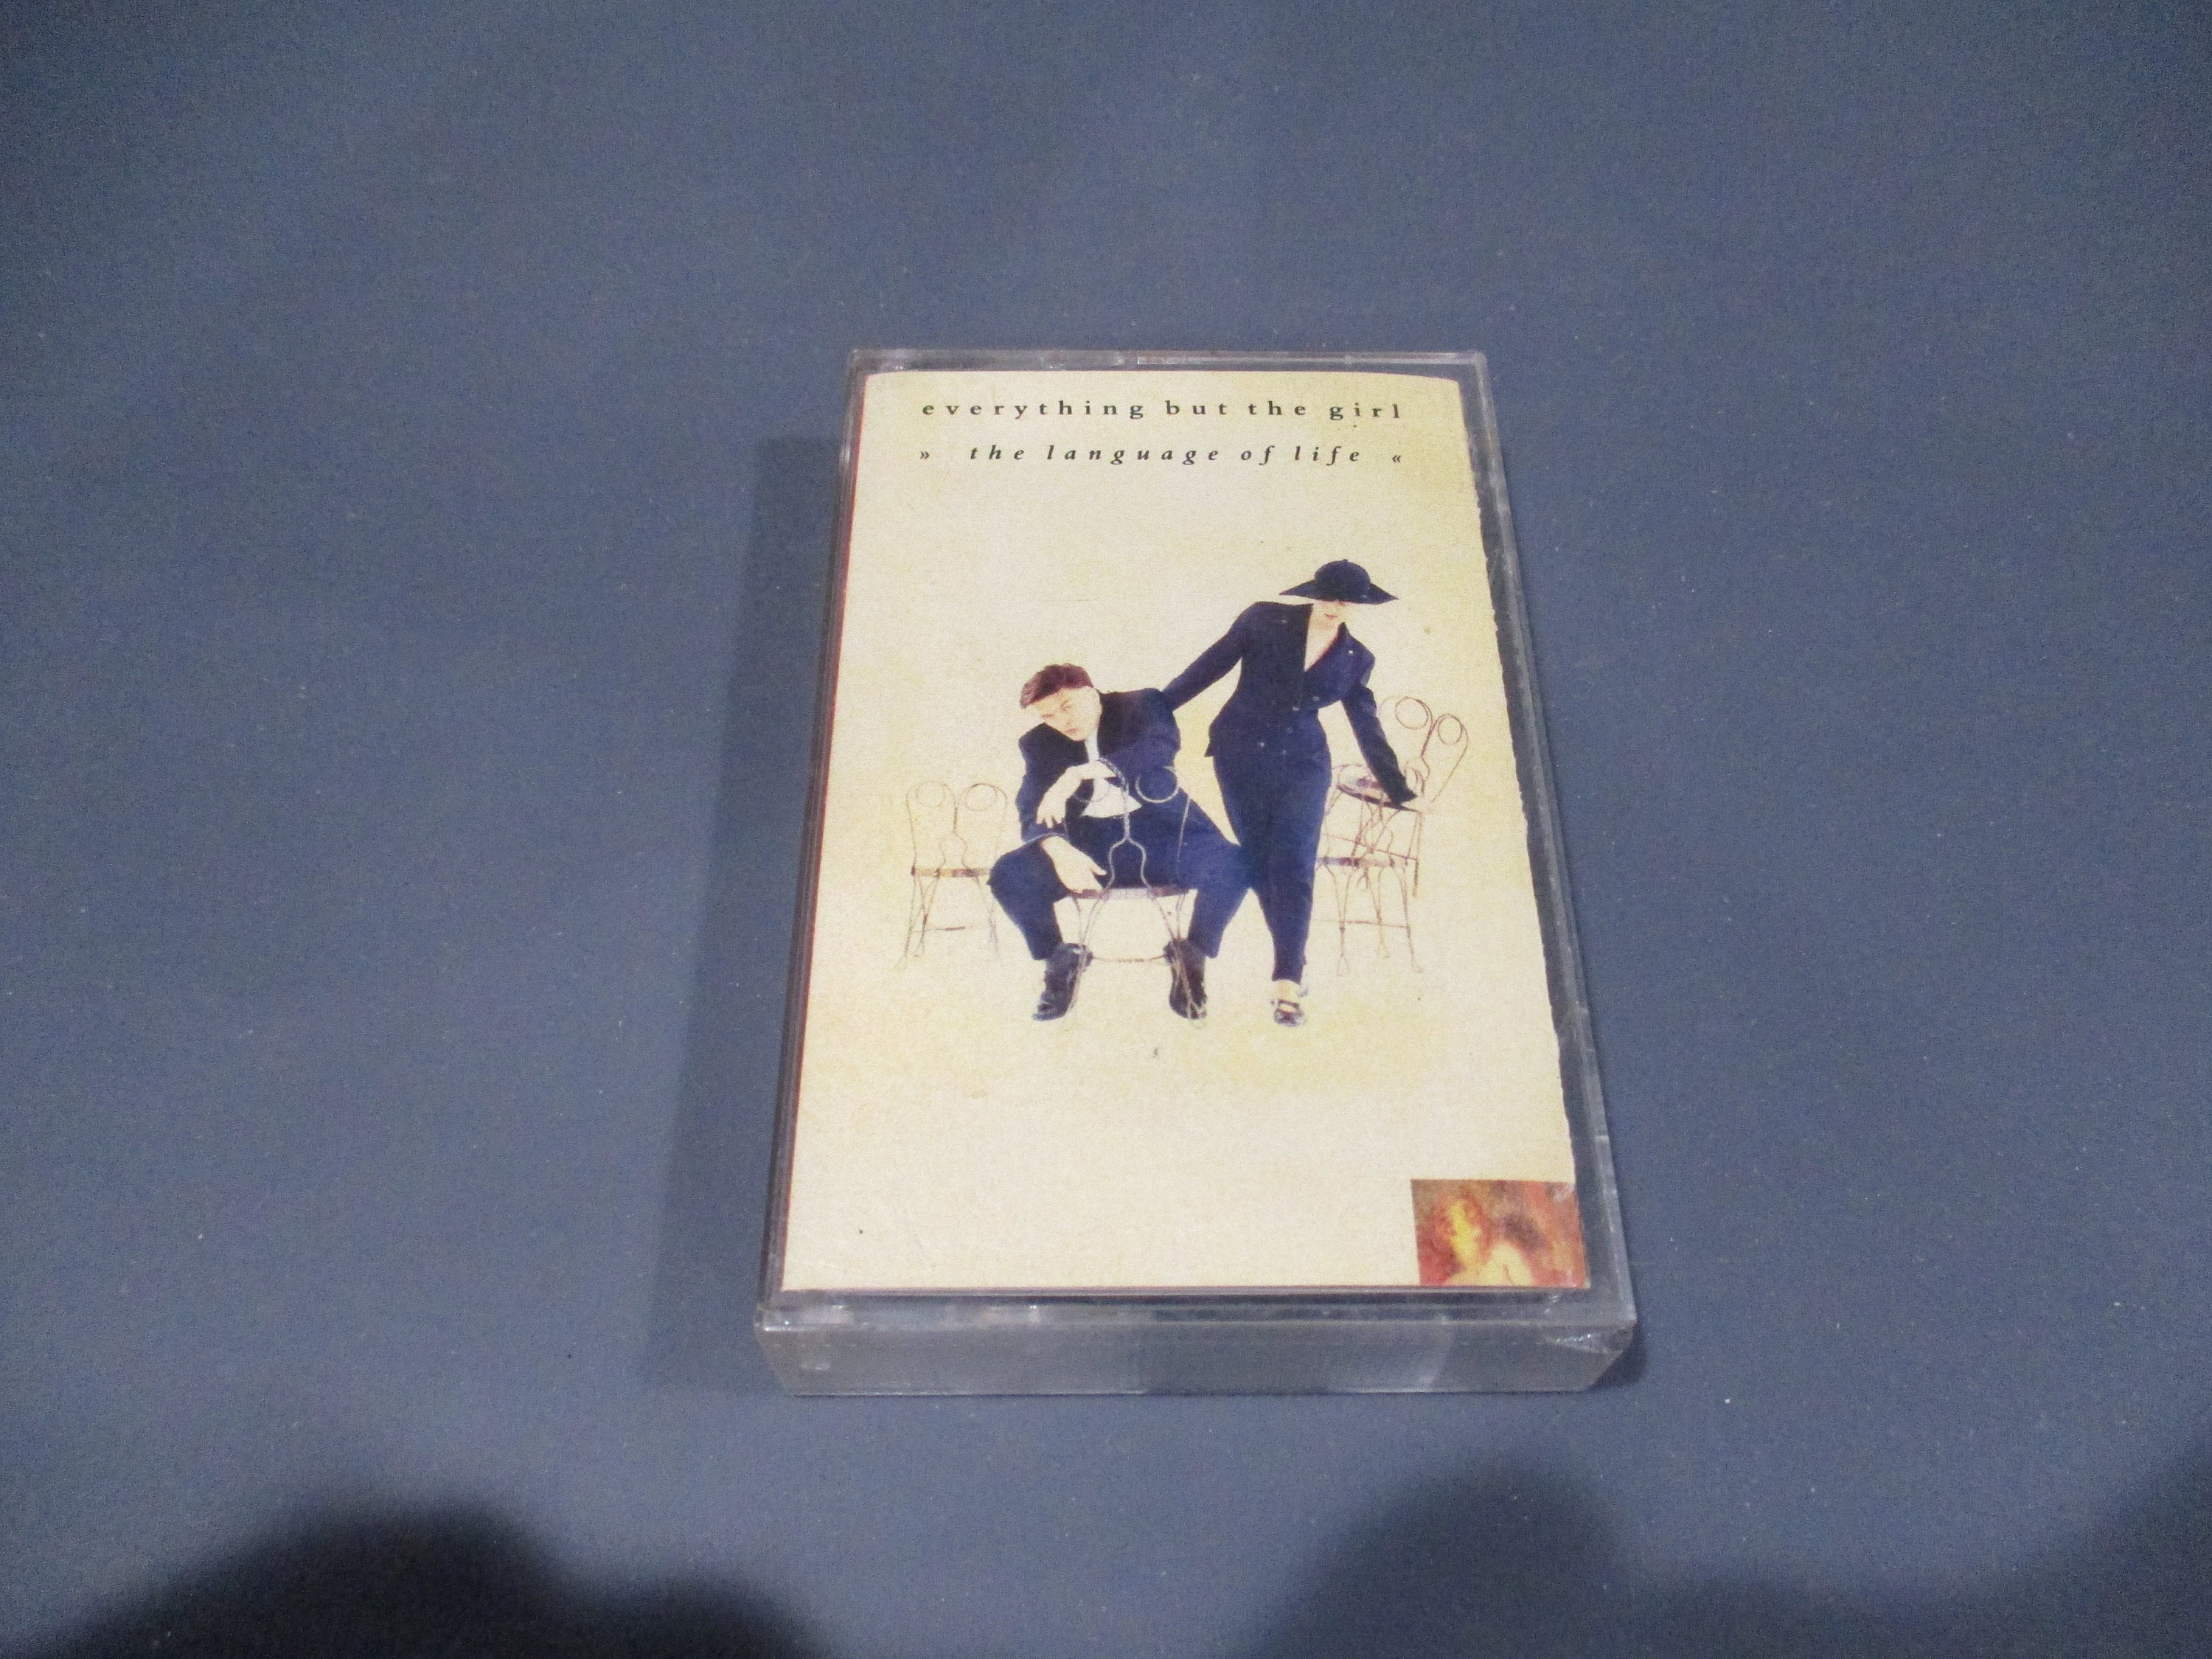 everything but the girl
» the language of life «